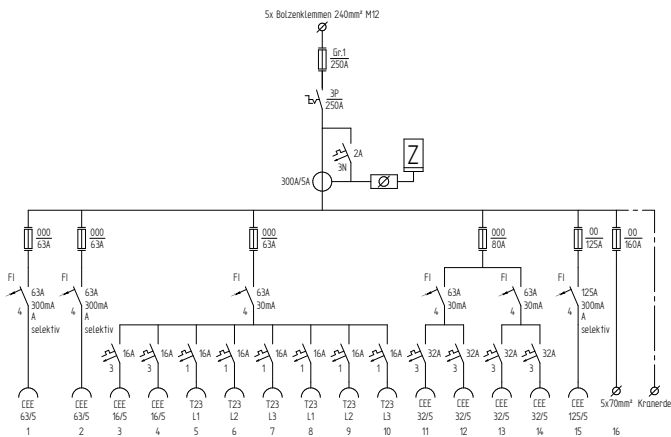 5x Bolzenklemmen 240mm² M12
Gr.1
250A
3P
250A
2A
3N
Z
300A/5A
000
63A
000
63A
000
63A
000
80A
00
125A
00
160A
FI
63A
300mA
A
selektiv
4
FI
63A
300mA
A
selektiv
4
FI
63A
30mA
4
FI
63A
30mA
4
FI
63A
30mA
4
FI
125A
300mA
A
selektiv
4
16A
3
16A
3
16A
1
16A
1
16A
1
16A
1
16A
1
16A
1
32A
3
32A
3
32A
3
32A
3
CEE CEE CEE CEE T23 T23 T23 T23 T23 T23 CEE CEE CEE CEE CEE 5x70mm² Kranerde
63/5 63/5 16/5 16/5 L1 L2 L3 L1 L2 L3 32/5 32/5 32/5 32/5 125/5
1 2 3 4 5 6 7 8 9 10 11 12 13 14 15 16